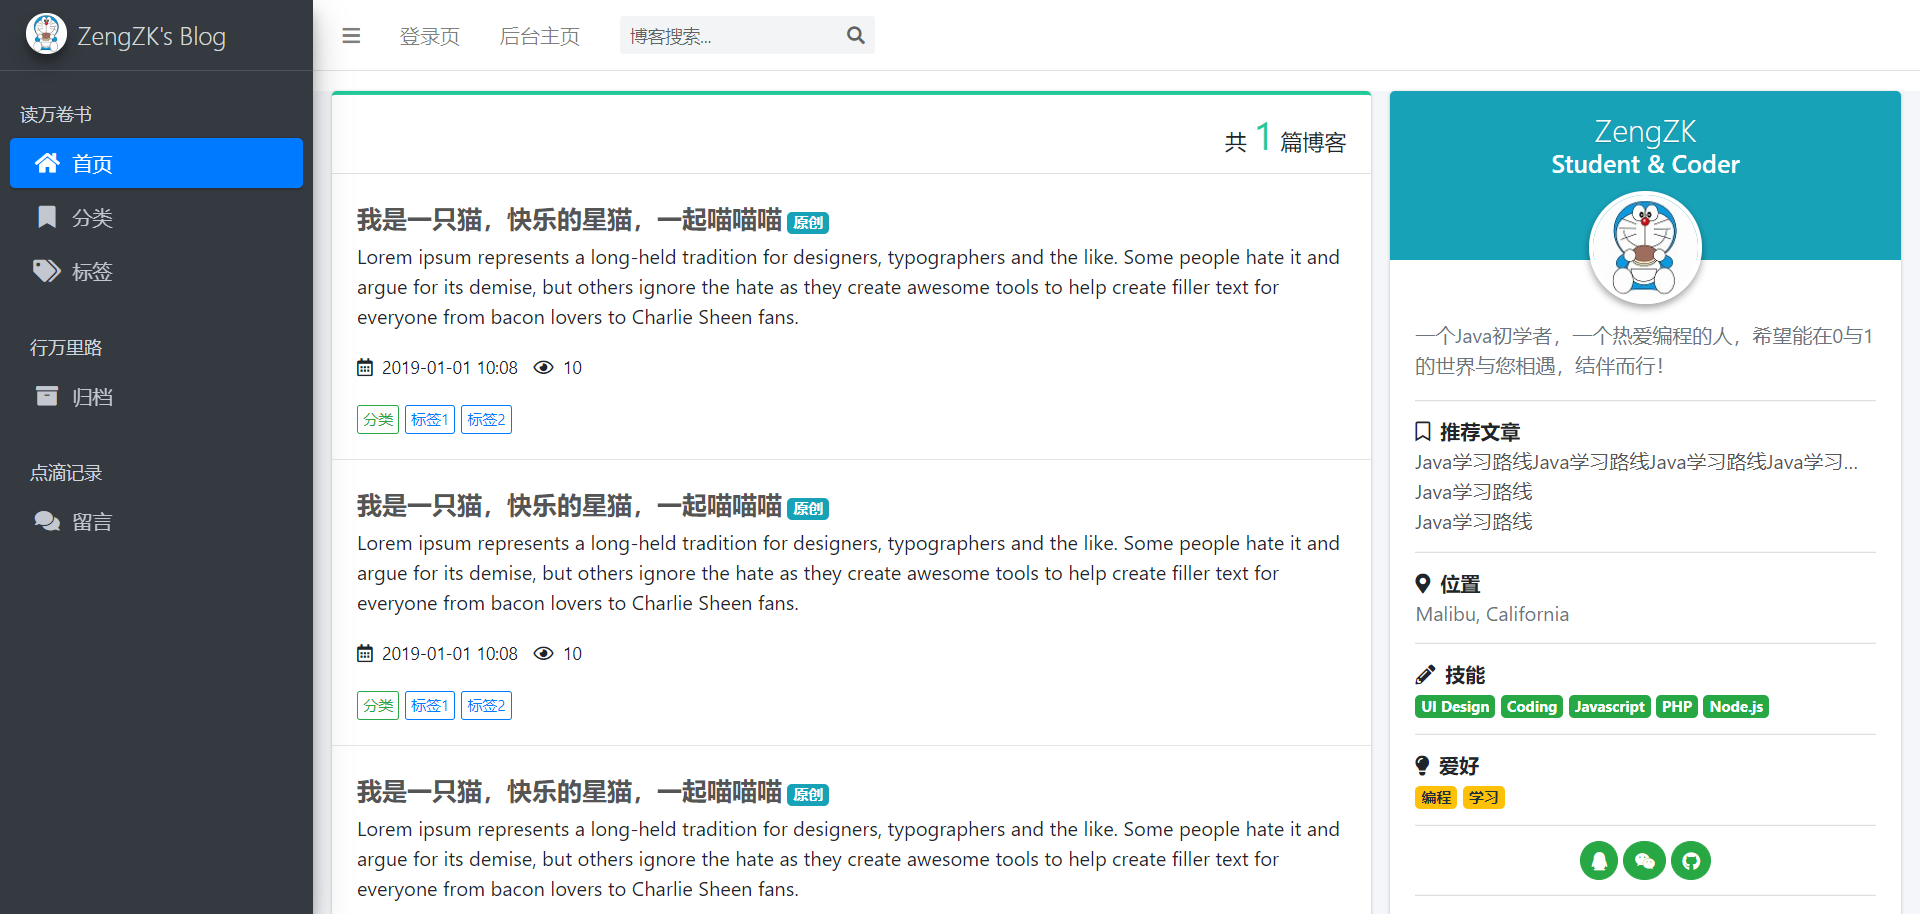 ZengZK's Blog
读万卷书
首页
分类
标签
行万里路
归档
点滴记录
留言
登录页
后台主页
博客搜索...
共 1 篇博客
我是一只猫，快乐的星猫，一起喵喵喵 原创
Lorem ipsum represents a long-held tradition for designers, typographers and the like. Some people hate it and
argue for its demise, but others ignore the hate as they create awesome tools to help create filler text for
everyone from bacon lovers to Charlie Sheen fans.
2019-01-01 10:08 10
分类 标签1 标签2
我是一只猫，快乐的星猫，一起喵喵喵 原创
Lorem ipsum represents a long-held tradition for designers, typographers and the like. Some people hate it and
argue for its demise, but others ignore the hate as they create awesome tools to help create filler text for
everyone from bacon lovers to Charlie Sheen fans.
2019-01-01 10:08 10
分类 标签1 标签2
我是一只猫，快乐的星猫，一起喵喵喵 原创
Lorem ipsum represents a long-held tradition for designers, typographers and the like. Some people hate it and
argue for its demise, but others ignore the hate as they create awesome tools to help create filler text for
everyone from bacon lovers to Charlie Sheen fans.
ZengZK
Student & Coder
一个Java初学者，一个热爱编程的人，希望能在0与1
的世界与您相遇，结伴而行！
推荐文章
Java学习路线Java学习路线Java学习路线Java学习...
Java学习路线
Java学习路线
位置
Malibu, California
技能
UI Design Coding Javascript PHP Node.js
爱好
编程 学习